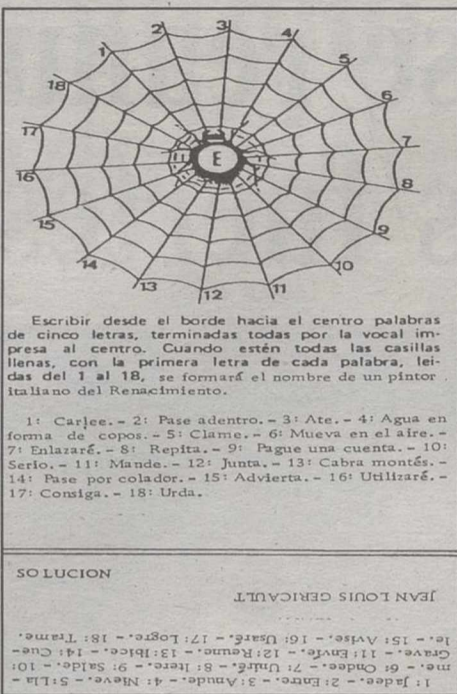 1
2
3
4
5
6
7
8
9
10
11
12
13
14
15
16
17
18
E
Escribir desde el borde hacia el centro palabras
de cinco letras, terminadas todas por la vocal im-
presa al centro. Cuando estén todas las casillas
llenas, con la primera letra de cada palabra, leí-
das del 1 al 18, se formará el nombre de un pintor
italiano del Renacimiento.
1: Carlee. - 2: Pase adentro. - 3: Ate. - 4: Agua en
forma de copos. - 5: Clame. - 6: Mueva en el aire. -
7: Enlazaré. - 8: Repita. - 9: Pague una cuenta. - 10:
Serio. - 11: Mande. - 12: Junta. - 13: Cabra montés. -
14: Pase por colador. - 15: Advierta. - 16: Utilizaré. -
17: Consiga. - 18: Urda.
SOLUCION
JEAN LOUIS GERICAULT
1: Jadee. - 2: Entre. - 3: Anude. - 4: Nieve. - 5: Lla-
me. - 6: Ondee. - 7: Uniré. - 8: Itere. - 9: Salde. - 10:
Grave. - 11: Envíe. - 12: Reune. - 13: Ibice. - 14: Cue-
le. - 15: Avise. - 16: Usaré. - 17: Logre. - 18: Trame.